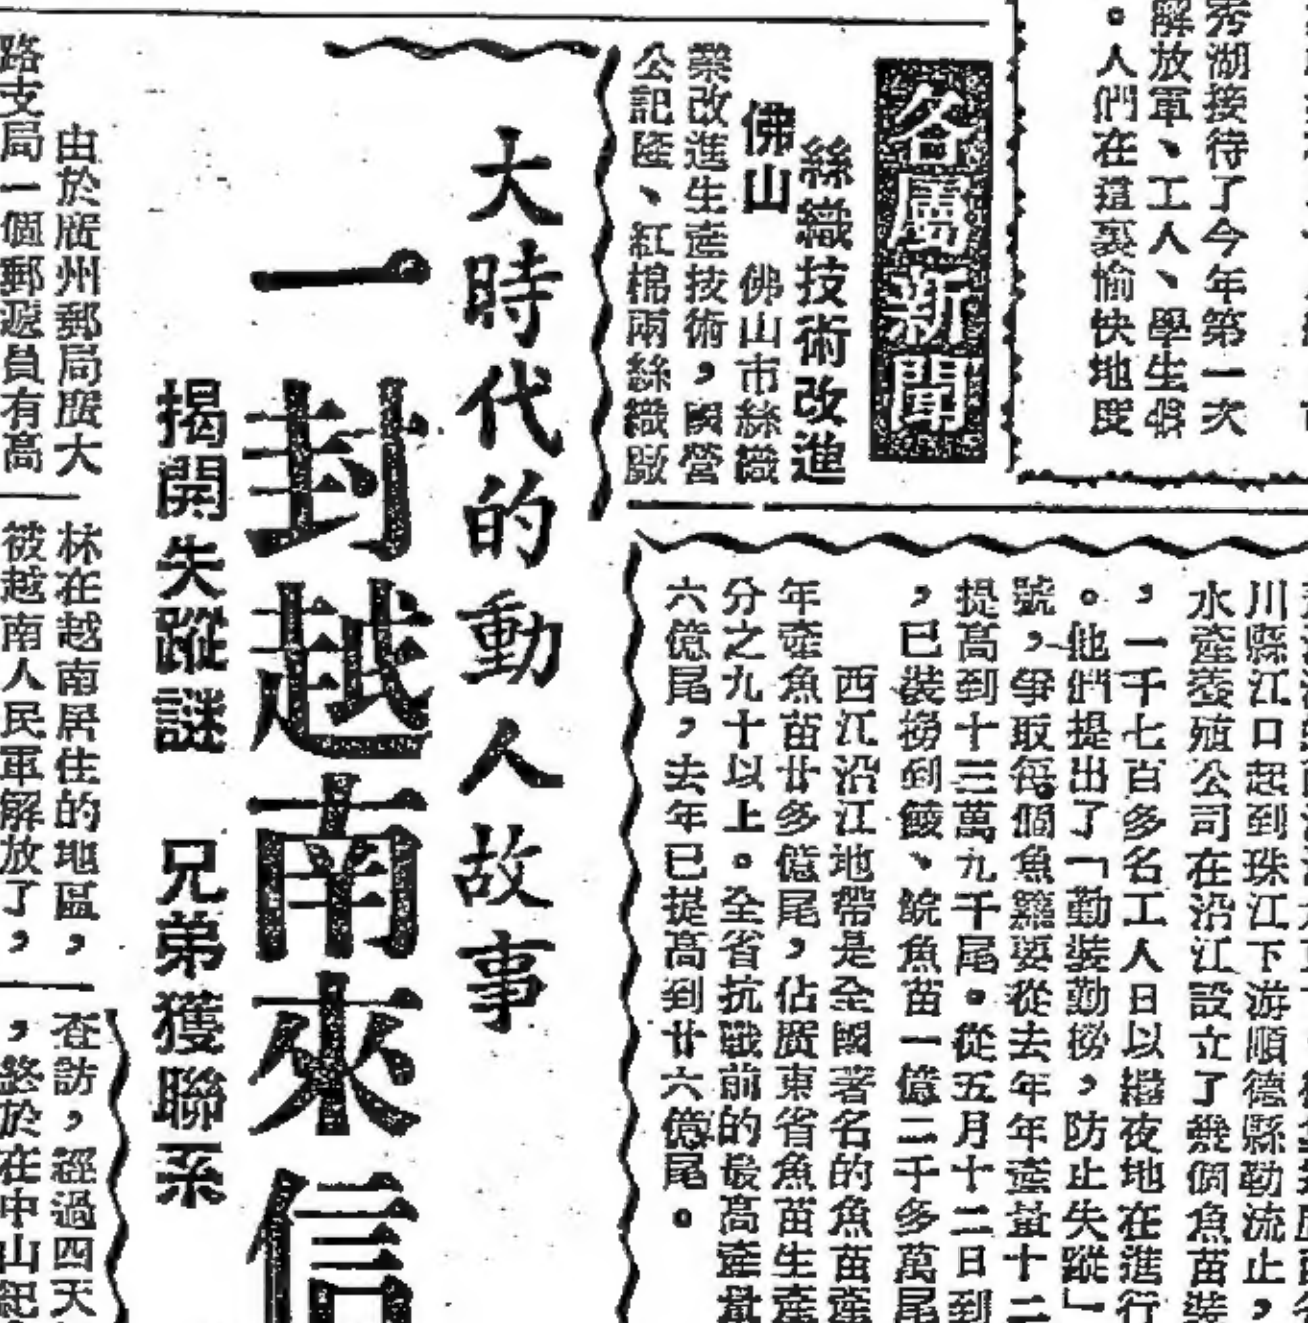 秀湖接待了今年第一次
解放軍、工人、學生
。人們在這裏愉快地度
各屬新聞
絲織技術改進
佛山　佛山市絲織
業改進生產技術，國營
公記隆、紅棉兩絲織廠
川縣江口起到珠江下游順德縣勒流止，
水產養殖公司在沿江設立了幾個魚苗裝
，一千七百多名工人日以繼夜地在進行
。他們提出了「勤裝勤撈，防止失蹤」
號，爭取每個魚籮要從去年年產量十二
提高到十三萬九千尾。從五月十二日到
，已裝撈到鯪、鯇魚苗一億二千多萬尾
西江沿江地帶是全國著名的魚苗產
年產魚苗廿多億尾，佔廣東省魚苗生產
分之九十以上。全省抗戰前的最高產量
六億尾，去年已提高到廿六億尾。
大時代的動人故事
一封越南來信
揭開失蹤謎　兄弟獲聯系
由於廣州郵局廣大
路支局一個郵遞員有高
林在越南居住的地區，
被越南人民軍解放了，
查訪，經過四天
，終於在中山紀